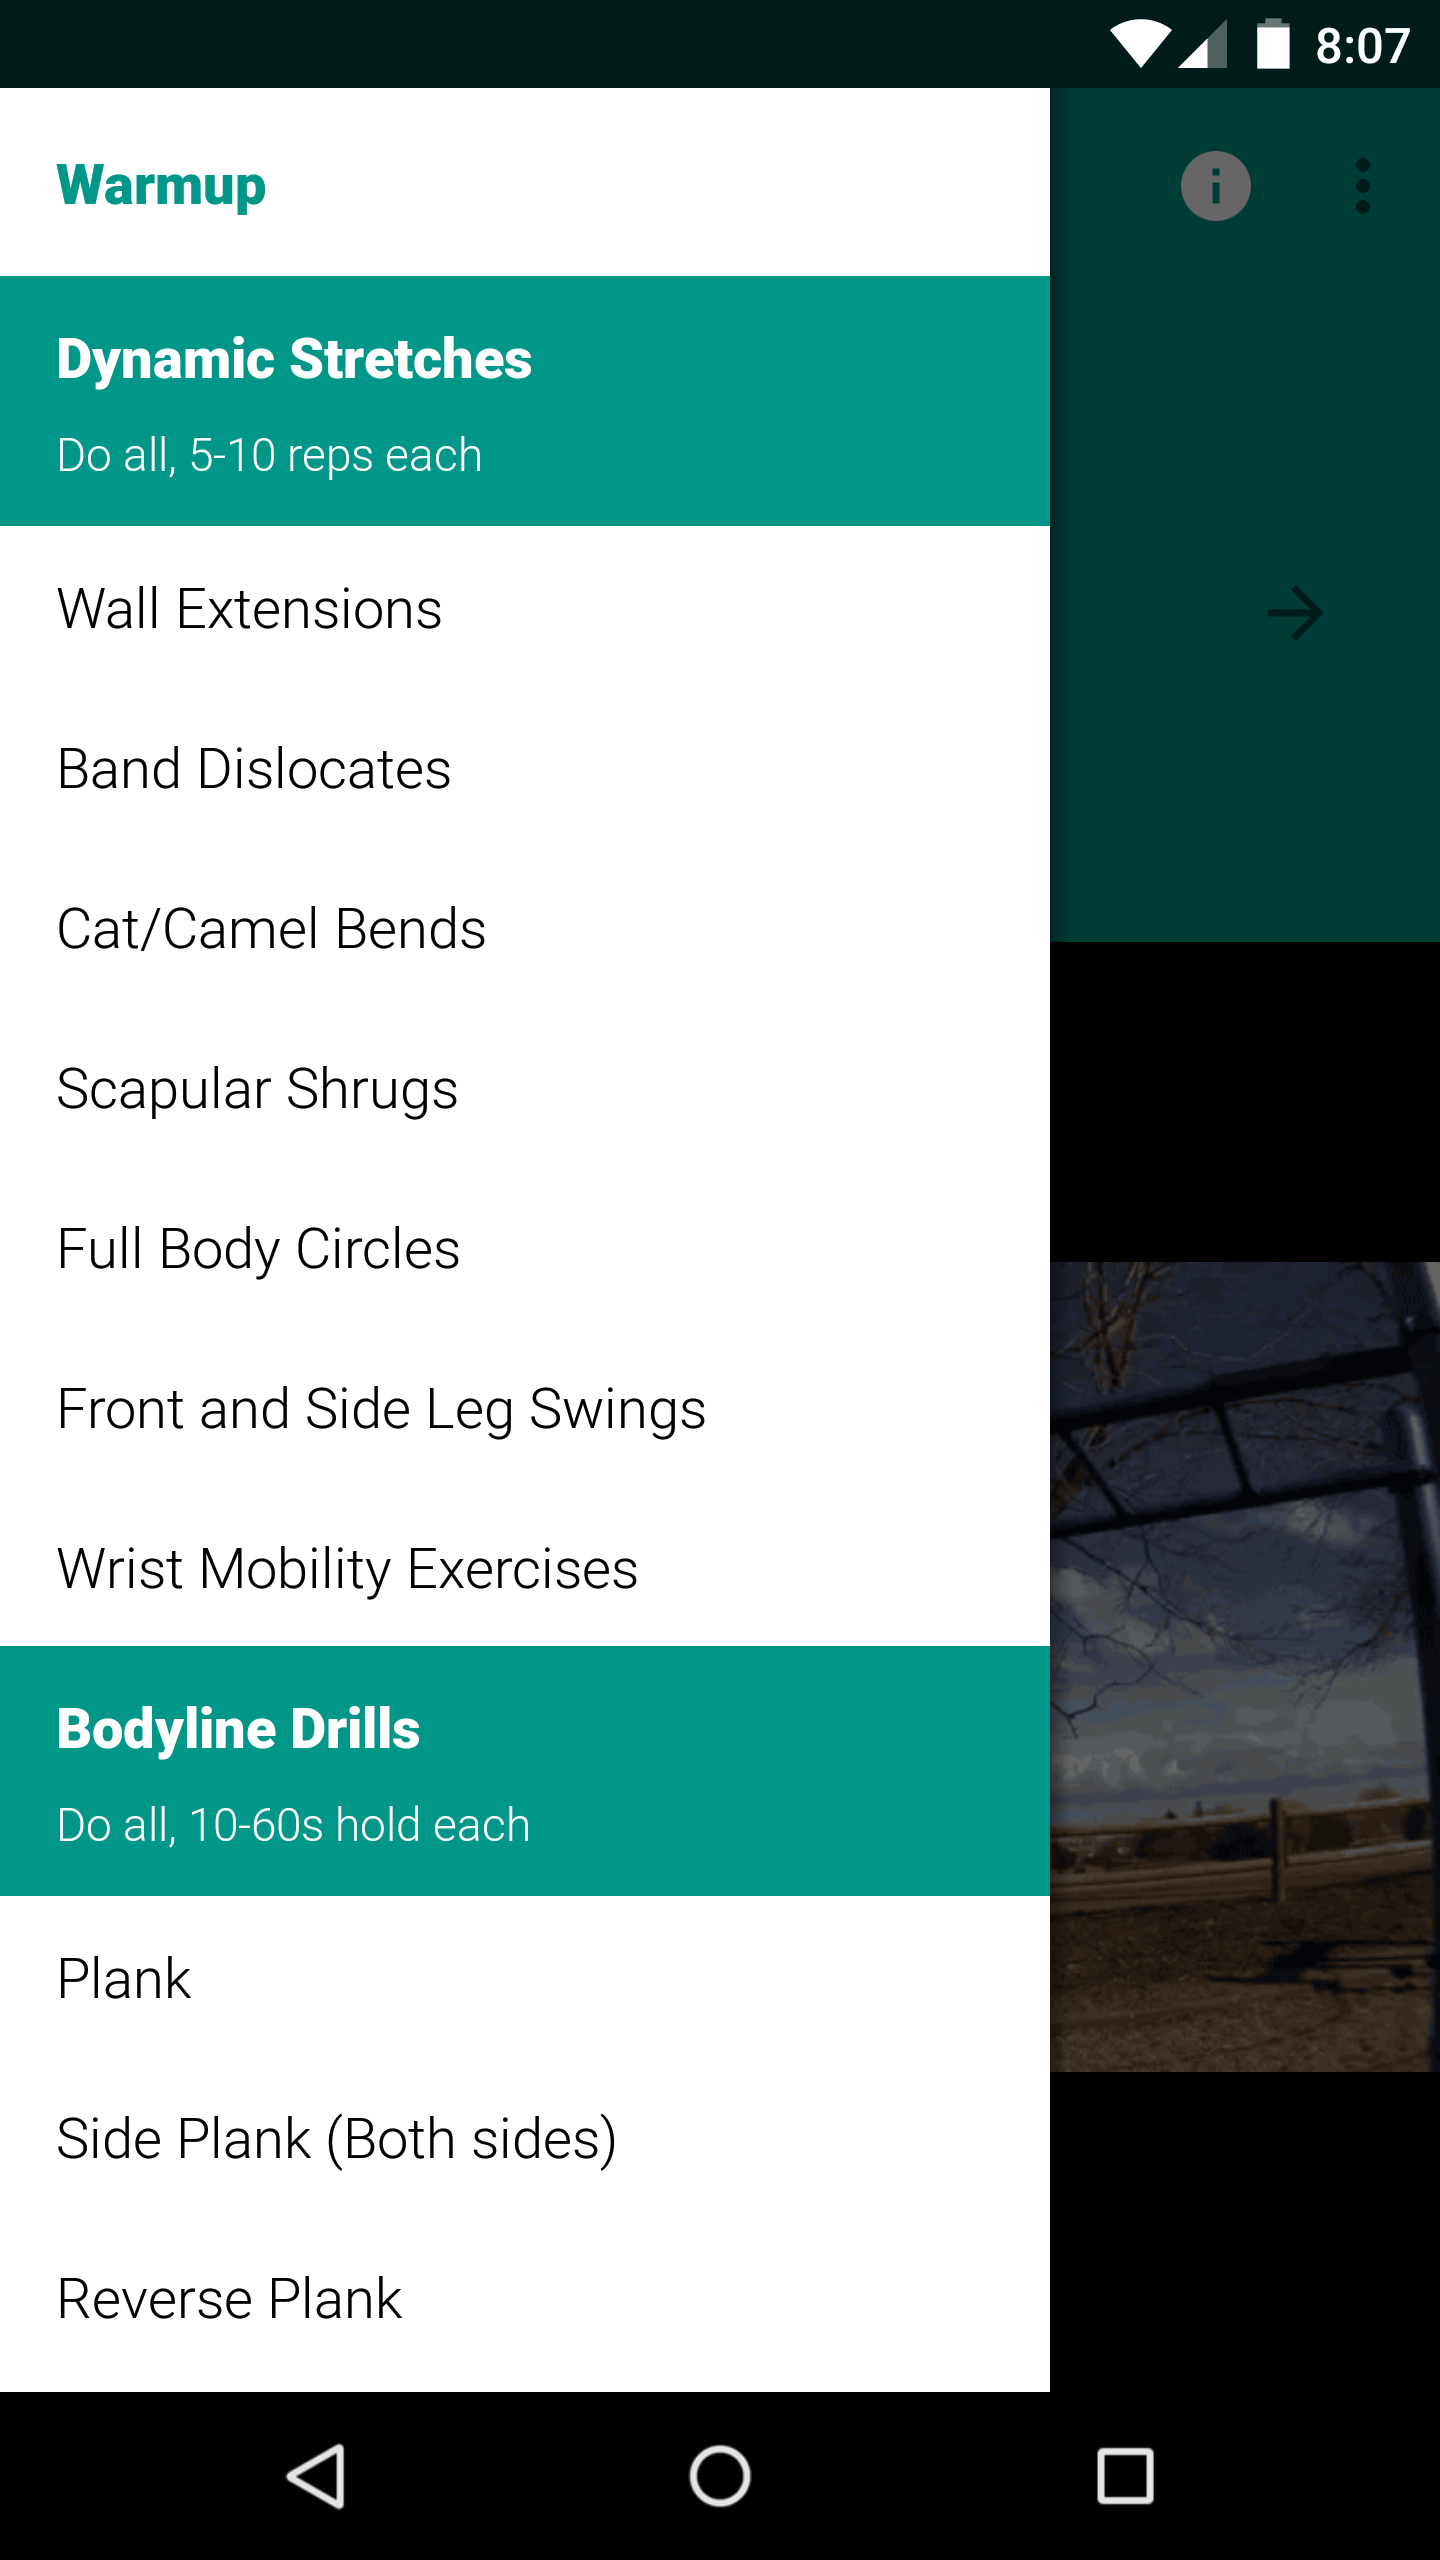 8:07
Warmup
Dynamic Stretches
Do all, 5-10 reps each
Wall Extensions
Band Dislocates
Cat/Camel Bends
Scapular Shrugs
Full Body Circles
Front and Side Leg Swings
Wrist Mobility Exercises
Bodyline Drills
Do all, 10-60s hold each
Plank
Side Plank (Both sides)
Reverse Plank